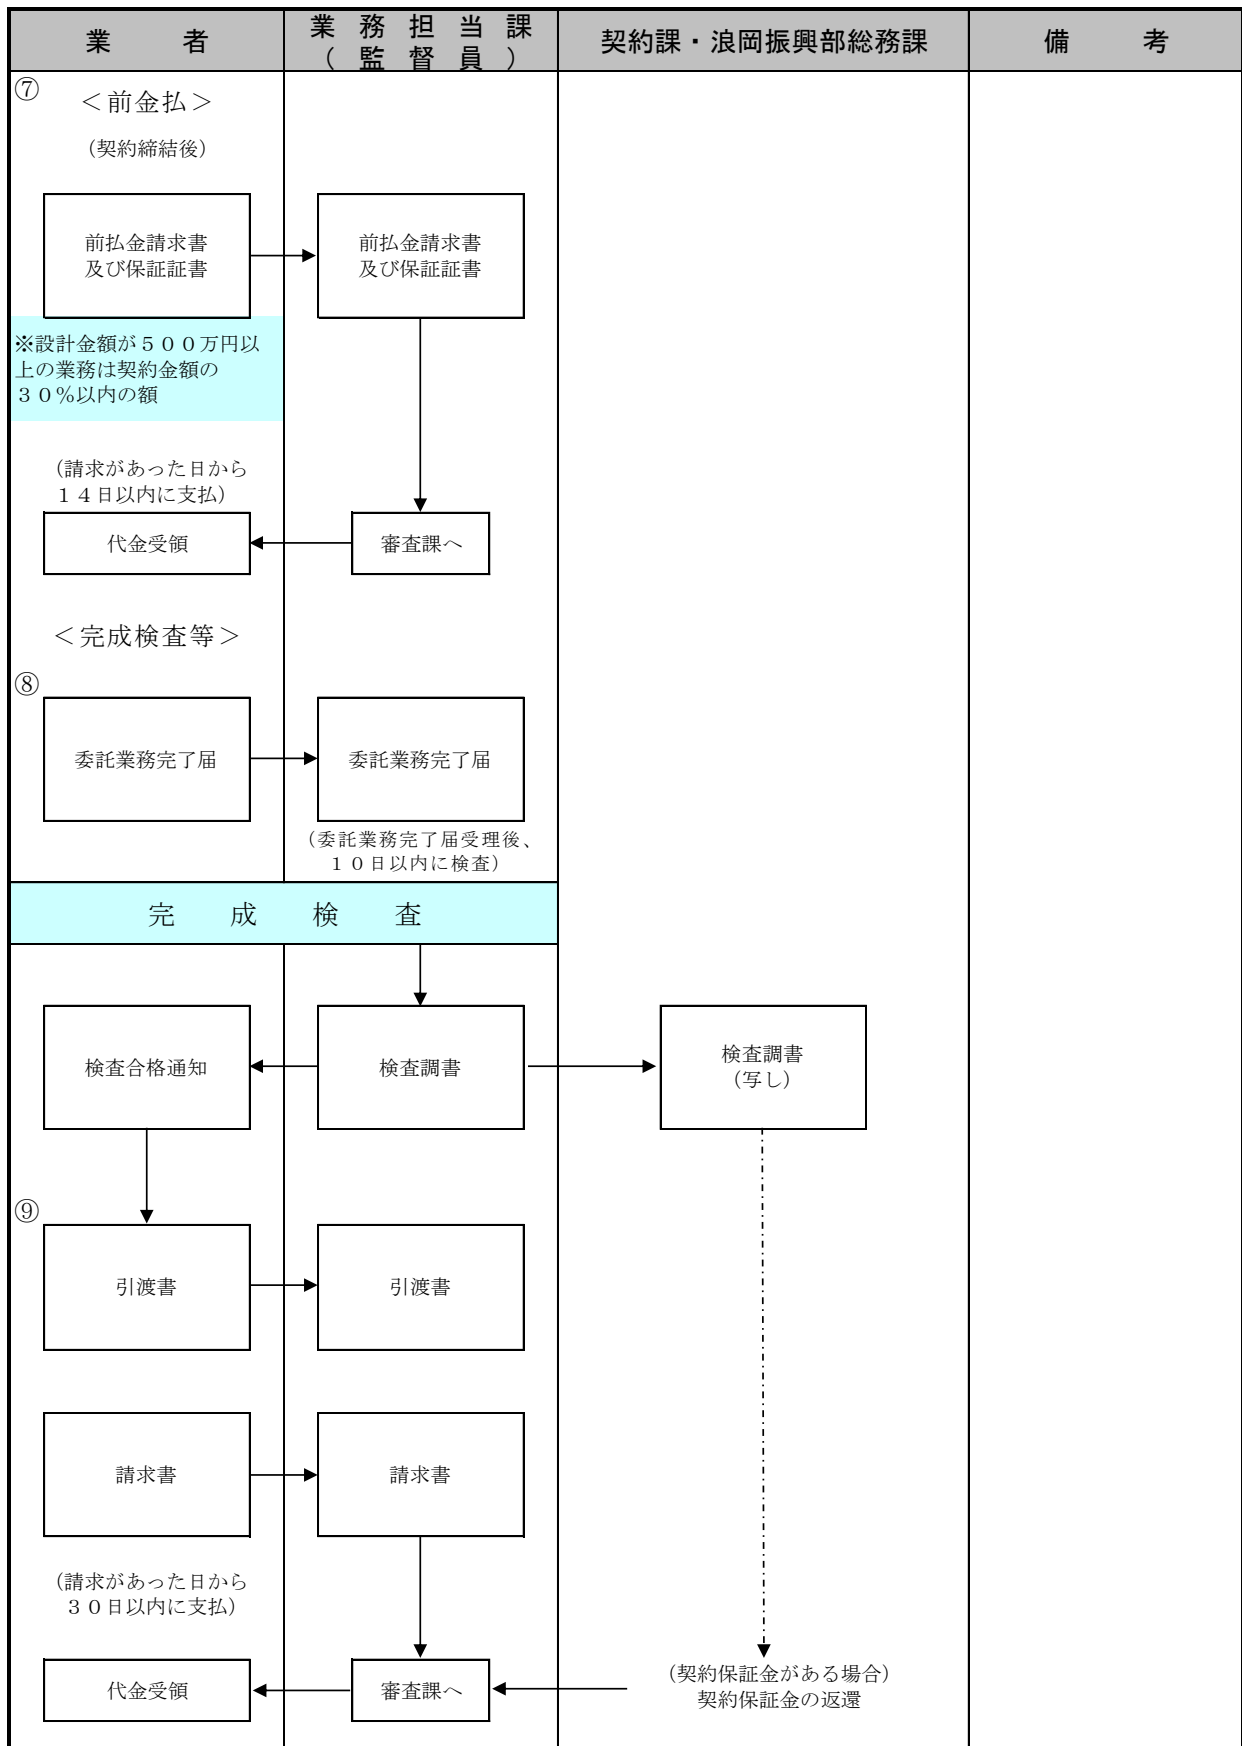 業者
業務担当課
（監督員）
契約課・浪岡振興部総務課
備考
⑦
＜前金払＞
（契約締結後）
前払金請求書
及び保証証書
前払金請求書
及び保証証書
※設計金額が５００万円以
上の業務は契約金額の
３０％以内の額
（請求があった日から
１４日以内に支払）
代金受領
審査課へ
＜完成検査等＞
⑧
委託業務完了届
委託業務完了届
（委託業務完了届受理後、
１０日以内に検査）
完成検査
検査合格通知
検査調書
検査調書
（写し）
⑨
引渡書
引渡書
請求書
請求書
（請求があった日から
３０日以内に支払）
代金受領
審査課へ
（契約保証金がある場合）
契約保証金の返還